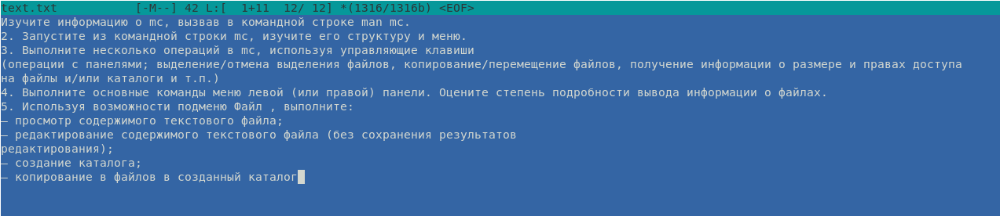 text.txt [-M--] 42 L:[ 1+11 12/ 12] *(1316/1316b) <EOF>
Изучите информацию о mc, вызвав в командной строке man mc.
2. Запустите из командной строки mc, изучите его структуру и меню.
3. Выполните несколько операций в mc, используя управляющие клавиши
(операции с панелями; выделение/отмена выделения файлов, копирование/перемещение файлов, получение информации о размере и правах доступа
на файлы и/или каталоги и т.п.)
4. Выполните основные команды меню левой (или правой) панели. Оцените степень подробности вывода информации о файлах.
5. Используя возможности подменю Файл , выполните:
– просмотр содержимого текстового файла;
– редактирование содержимого текстового файла (без сохранения результатов
редактирования);
– создание каталога;
– копирование в файлов в созданный каталог